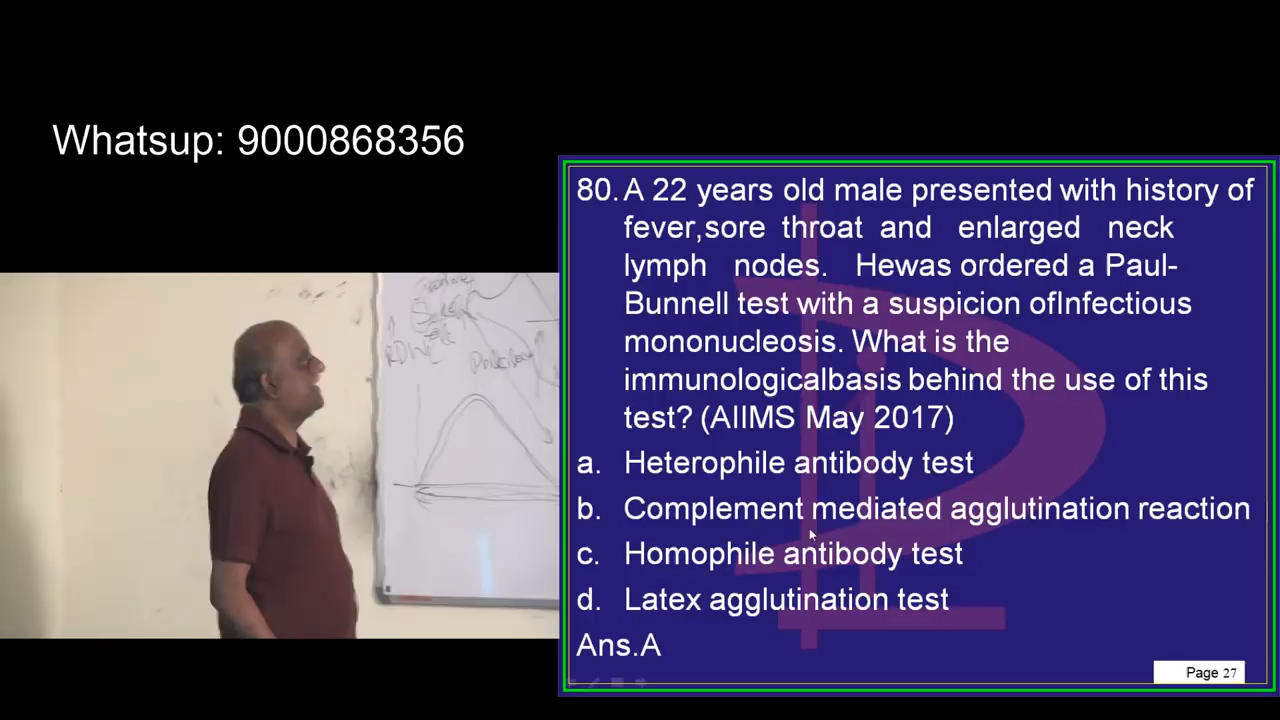 Whatsup: 9000868356
80. A 22 years old male presented with history of
fever,sore throat and enlarged neck
lymph nodes. Hewas ordered a Paul-
Bunnell test with a suspicion ofInfectious
mononucleosis. What is the
immunologicalbasis behind the use of this
test? (AIIMS May 2017)
a. Heterophile antibody test
b. Complement mediated agglutination reaction
c. Homophile antibody test
d. Latex agglutination test
Ans.A
Page 27